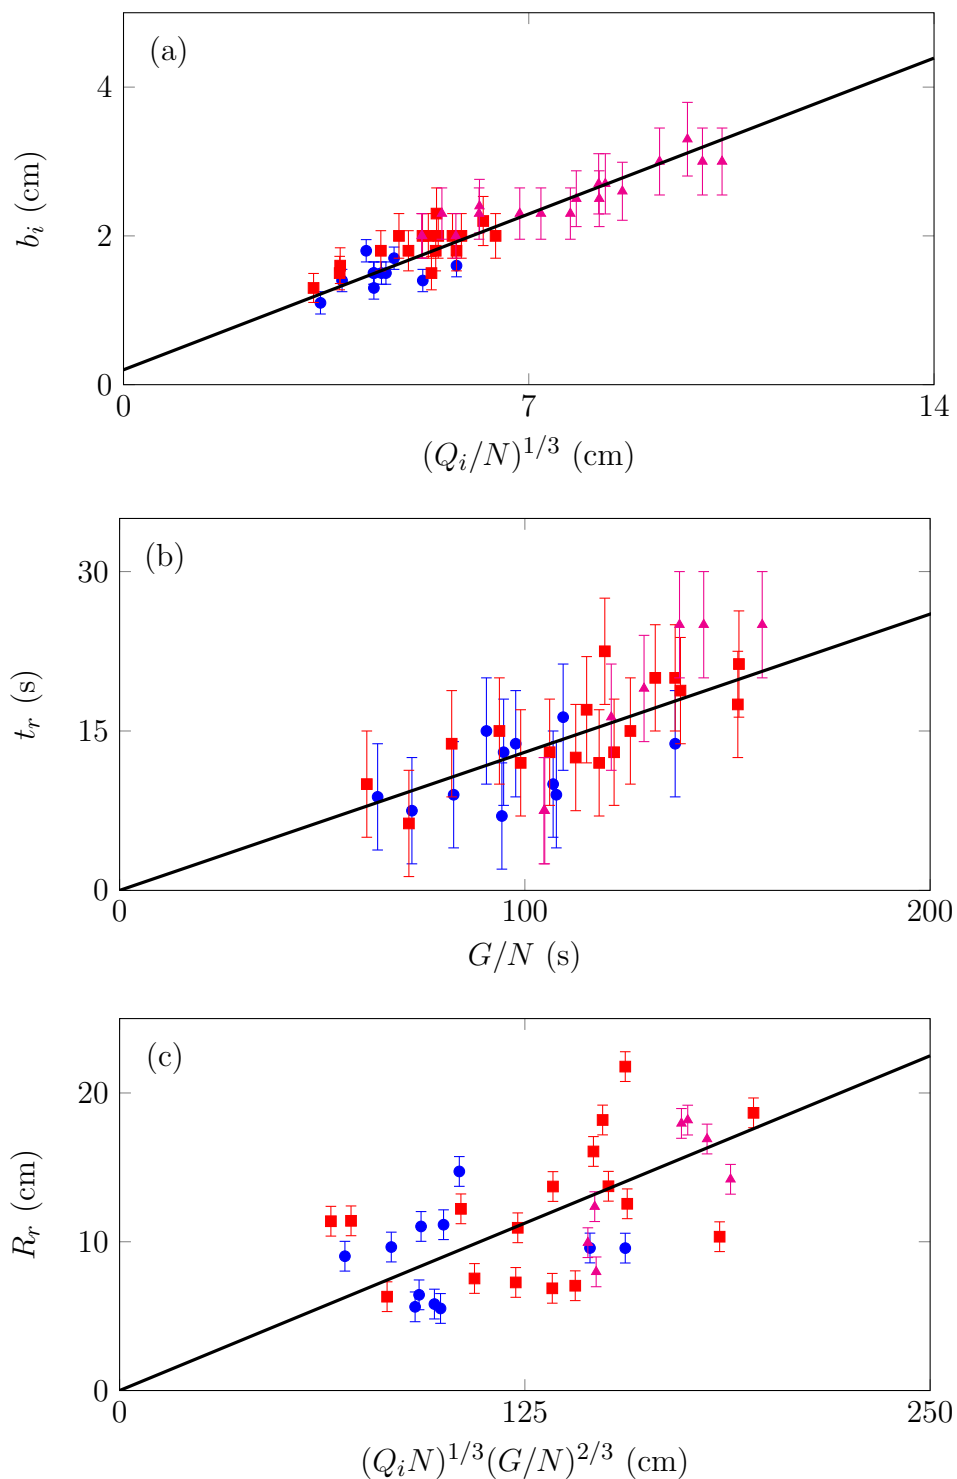 (a)
4
2
0
b_i (cm)
0 7 14
(Q_i/N)^{1/3} (cm)
(b)
30
15
0
t_r (s)
0 100 200
G/N (s)
(c)
20
10
0
R_r (cm)
0 125 250
(Q_iN)^{1/3}(G/N)^{2/3} (cm)